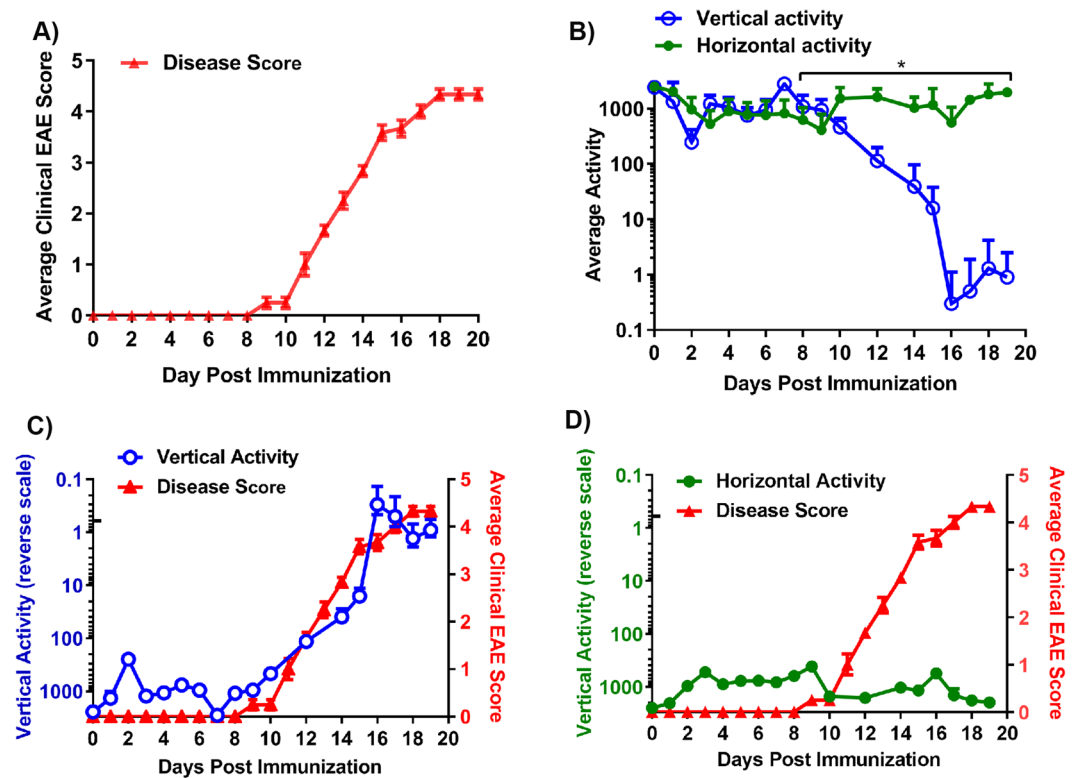 A)
Disease Score
Average Clinical EAE Score
5
4
3
2
1
0
0 2 4 6 8 10 12 14 16 18 20
Day Post Immunization
B)
Vertical activity
Horizontal activity
*
Average Activity
1000
100
10
1
0.1
0 2 4 6 8 10 12 14 16 18 20
Days Post Immunization
C)
Vertical Activity
Disease Score
Vertical Activity (reverse scale)
0.1
1
10
100
1000
Average Clinical EAE Score
5
4
3
2
1
0
0 2 4 6 8 10 12 14 16 18 20
Days Post Immunization
D)
Horizontal Activity
Disease Score
Vertical Activity (reverse scale)
0.1
1
10
100
1000
Average Clinical EAE Score
5
4
3
2
1
0
0 2 4 6 8 10 12 14 16 18 20
Days Post Immunization